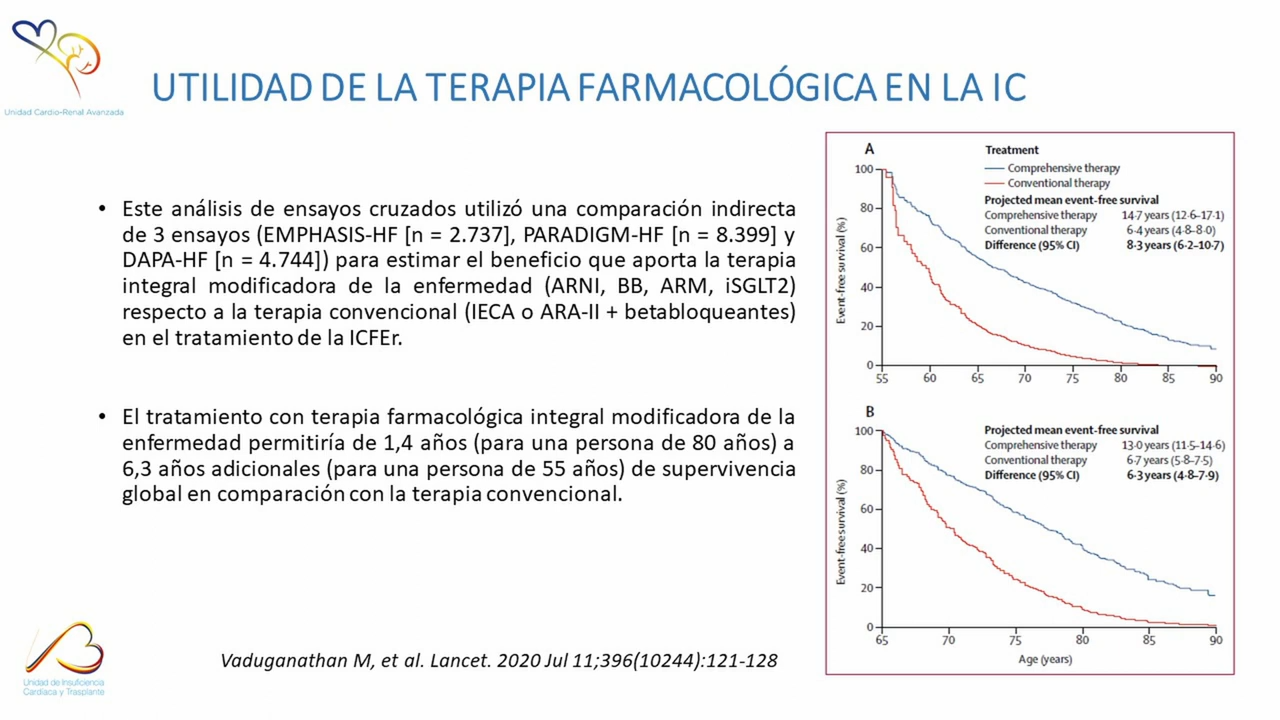 Unidad Cardio-Renal Avanzada
UTILIDAD DE LA TERAPIA FARMACOLÓGICA EN LA IC
• Este análisis de ensayos cruzados utilizó una comparación indirecta
de 3 ensayos (EMPHASIS-HF [n = 2.737], PARADIGM-HF [n = 8.399] y
DAPA-HF [n = 4.744]) para estimar el beneficio que aporta la terapia
integral modificadora de la enfermedad (ARNI, BB, ARM, iSGLT2)
respecto a la terapia convencional (IECA o ARA-II + betabloqueantes)
en el tratamiento de la ICFEr.
• El tratamiento con terapia farmacológica integral modificadora de la
enfermedad permitiría de 1,4 años (para una persona de 80 años) a
6,3 años adicionales (para una persona de 55 años) de supervivencia
global en comparación con la terapia convencional.
Vaduganathan M, et al. Lancet. 2020 Jul 11;396(10244):121-128
Unidad de Insuficiencia
Cardíaca y Trasplante
A
Treatment
Comprehensive therapy
Conventional therapy
Projected mean event-free survival
Comprehensive therapy 14·7 years (12·6–17·1)
Conventional therapy 6·4 years (4·8–8·0)
Difference (95% CI) 8·3 years (6·2–10·7)
Event-free survival (%)
100
80
60
40
20
0
55 60 65 70 75 80 85 90
B
Projected mean event-free survival
Comprehensive therapy 13·0 years (11·5–14·6)
Conventional therapy 6·7 years (5·8–7·5)
Difference (95% CI) 6·3 years (4·8–7·9)
Event-free survival (%)
100
80
60
40
20
0
65 70 75 80 85 90
Age (years)